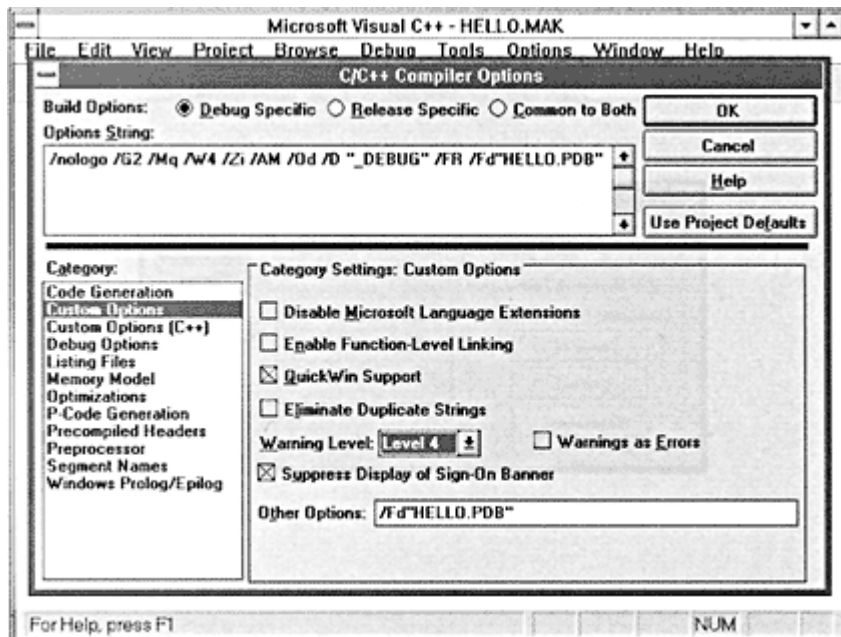 Microsoft Visual C++ - HELLO.MAK
File Edit View Project Browse Debug Tools Options Window Help
C/C++ Compiler Options
Build Options: Debug Specific Release Specific Common to Both OK
Options String: Cancel
/nologo /G2 /Mq /W4 /Zi /AM /Od /D "_DEBUG" /FR /Fd"HELLO.PDB"
Help
Use Project Defaults
Category:
Code Generation
Custom Options
Custom Options (C++)
Debug Options
Listing Files
Memory Model
Optimizations
P-Code Generation
Precompiled Headers
Preprocessor
Segment Names
Windows Prolog/Epilog
Category Settings: Custom Options
Disable Microsoft Language Extensions
Enable Function-Level Linking
QuickWin Support
Eliminate Duplicate Strings
Warning Level: Level 4 Warnings as Errors
Suppress Display of Sign-On Banner
Other Options: /Fd"HELLO.PDB"
For Help, press F1 NUM